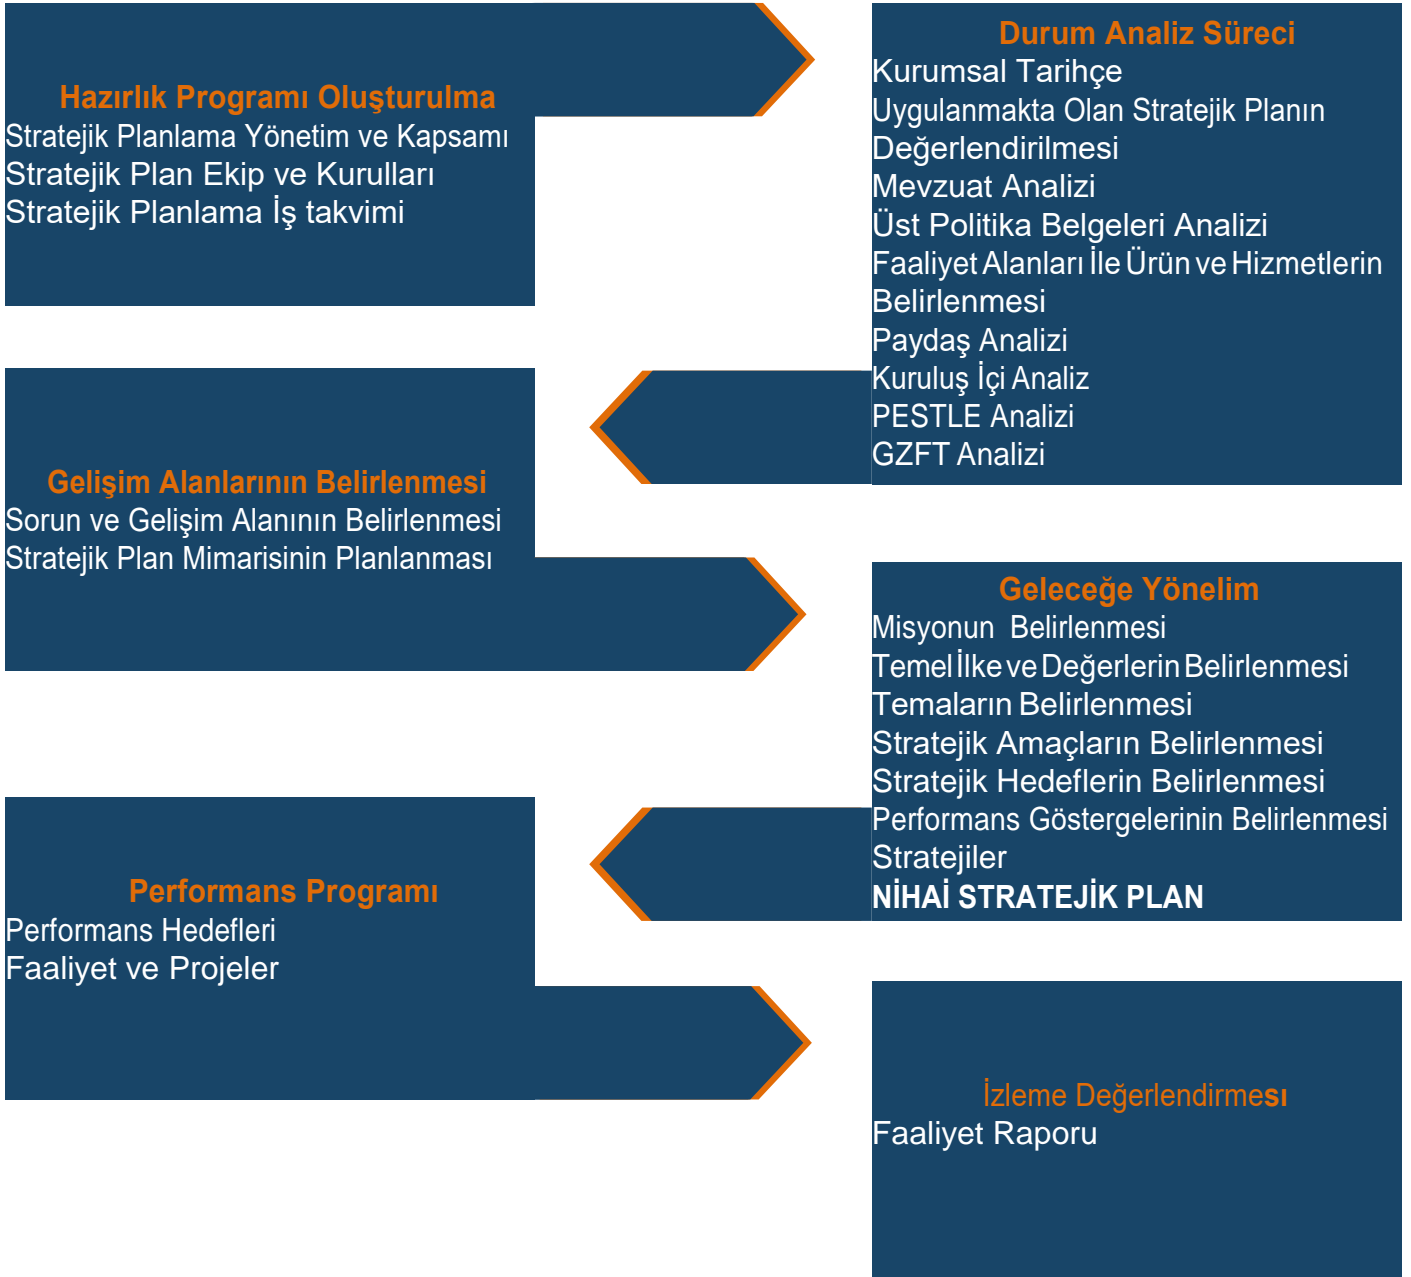 Hazırlık Programı Oluşturulma
Stratejik Planlama Yönetim ve Kapsamı
Stratejik Plan Ekip ve Kurulları
Stratejik Planlama İş takvimi
Durum Analiz Süreci
Kurumsal Tarihçe
Uygulanmakta Olan Stratejik Planın
Değerlendirilmesi
Mevzuat Analizi
Üst Politika Belgeleri Analizi
Faaliyet Alanları İle Ürün ve Hizmetlerin
Belirlenmesi
Paydaş Analizi
Kuruluş İçi Analiz
PESTLE Analizi
GZFT Analizi
Gelişim Alanlarının Belirlenmesi
Sorun ve Gelişim Alanının Belirlenmesi
Stratejik Plan Mimarisinin Planlanması
Geleceğe Yönelim
Misyonun Belirlenmesi
Temel İlke ve Değerlerin Belirlenmesi
Temaların Belirlenmesi
Stratejik Amaçların Belirlenmesi
Stratejik Hedeflerin Belirlenmesi
Performans Göstergelerinin Belirlenmesi
Stratejiler
NİHAİ STRATEJİK PLAN
Performans Programı
Performans Hedefleri
Faaliyet ve Projeler
İzleme Değerlendirmesı
Faaliyet Raporu